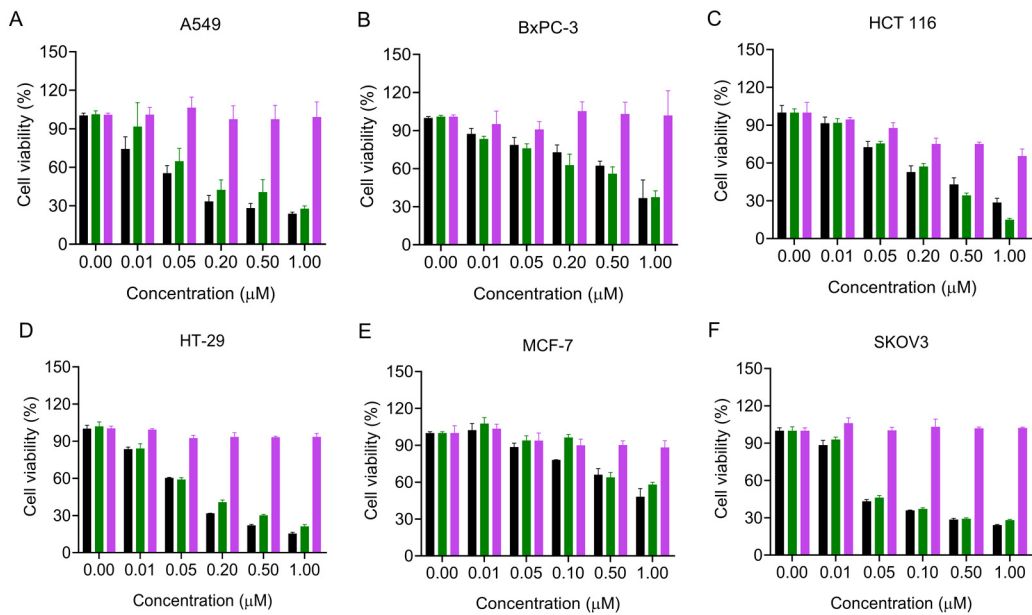 A
A549
Cell viability (%)
150
120
90
60
30
0
0.00 0.01 0.05 0.20 0.50 1.00
Concentration (μM)
B
BxPC-3
Cell viability (%)
150
120
90
60
30
0
0.00 0.01 0.05 0.20 0.50 1.00
Concentration (μM)
C
HCT 116
Cell viability (%)
150
120
90
60
30
0
0.00 0.01 0.05 0.20 0.50 1.00
Concentration (μM)
D
HT-29
Cell viability (%)
150
120
90
60
30
0
0.00 0.01 0.05 0.20 0.50 1.00
Concentration (μM)
E
MCF-7
Cell viability (%)
150
120
90
60
30
0
0.00 0.01 0.05 0.10 0.50 1.00
Concentration (μM)
F
SKOV3
Cell viability (%)
150
120
90
60
30
0
0.00 0.01 0.05 0.10 0.50 1.00
Concentration (μM)